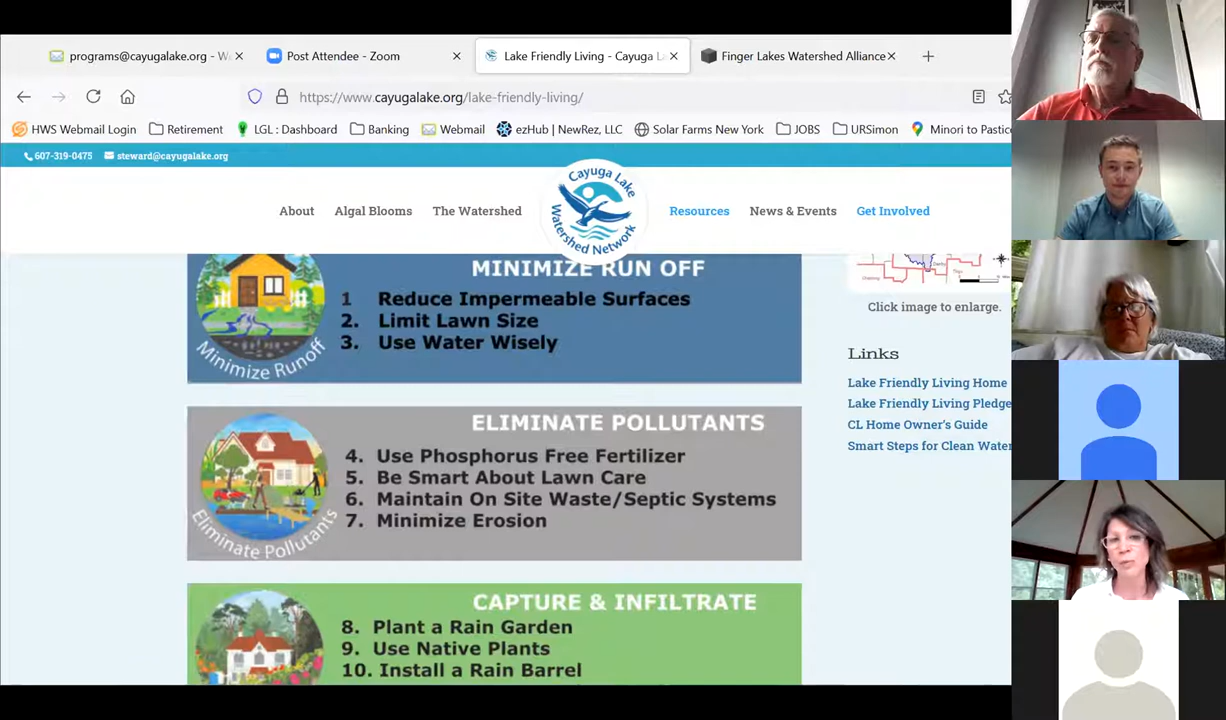 programs@cayugalake.org - W
Post Attendee - Zoom
Lake Friendly Living - Cayuga L
Finger Lakes Watershed Alliance
https://www.cayugalake.org/lake-friendly-living/
HWS Webmail Login
Retirement
LGL : Dashboard
Banking
Webmail
ezHub | NewRez, LLC
Solar Farms New York
JOBS
URSimon
Minori to Pastic
607-319-0475
steward@cayugalake.org
About
Algal Blooms
The Watershed
Cayuga Lake
Watershed Network
Resources
News & Events
Get Involved
Minimize Runoff
MINIMIZE RUN OFF
1 Reduce Impermeable Surfaces
2. Limit Lawn Size
3. Use Water Wisely
Eliminate Pollutants
ELIMINATE POLLUTANTS
4. Use Phosphorus Free Fertilizer
5. Be Smart About Lawn Care
6. Maintain On Site Waste/Septic Systems
7. Minimize Erosion
CAPTURE & INFILTRATE
8. Plant a Rain Garden
9. Use Native Plants
10. Install a Rain Barrel
Click image to enlarge.
Links
Lake Friendly Living Home
Lake Friendly Living Pledge
CL Home Owner's Guide
Smart Steps for Clean Water